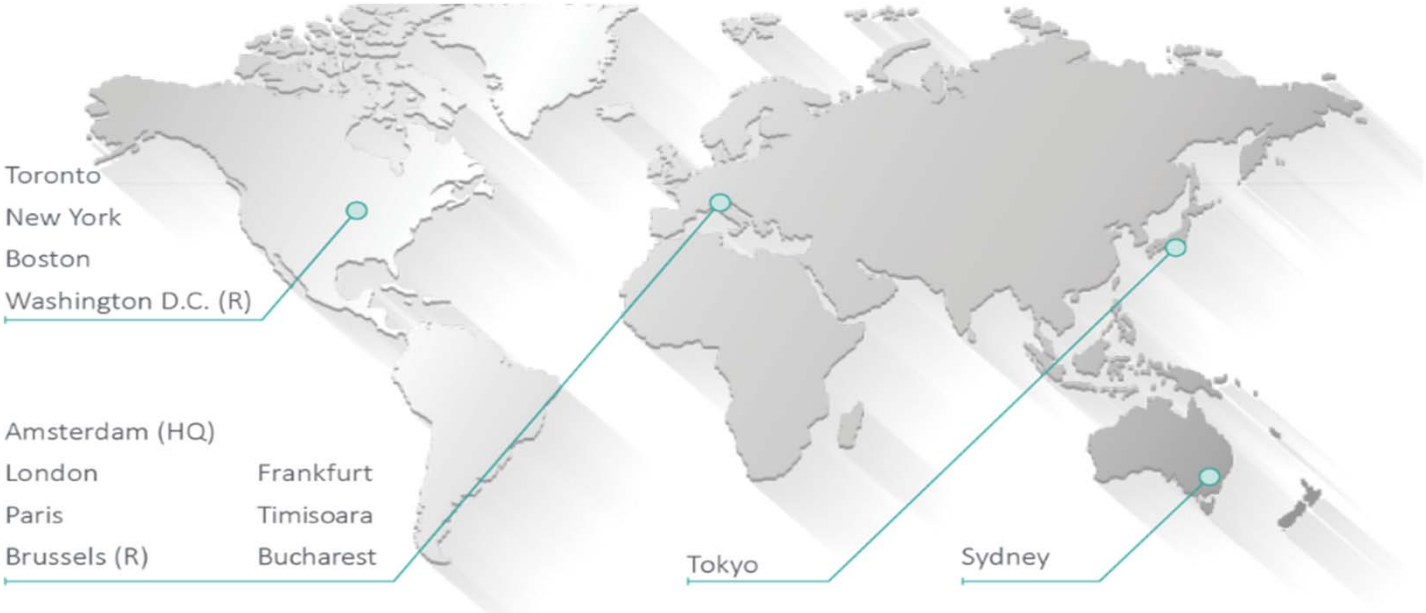 Toronto
New York
Boston
Washington D.C. (R)
Amsterdam (HQ)
London
Paris
Brussels (R)
Frankfurt
Timisoara
Bucharest
Tokyo
Sydney